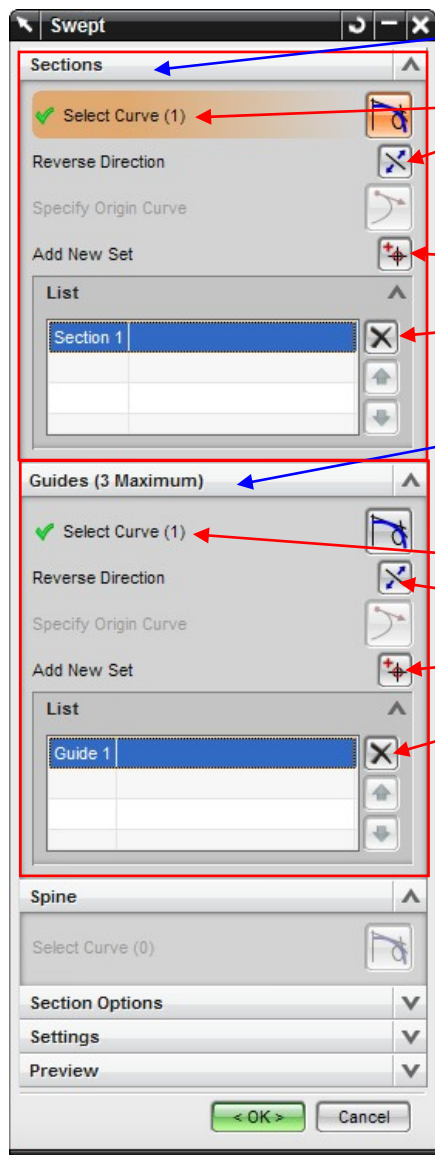 Swept
Sections
Select Curve (1)
Reverse Direction
Specify Origin Curve
Add New Set
List
Section 1
Guides (3 Maximum)
Select Curve (1)
Reverse Direction
Specify Origin Curve
Add New Set
List
Guide 1
Spine
Select Curve (0)
Section Options
Settings
Preview
< OK > Cancel